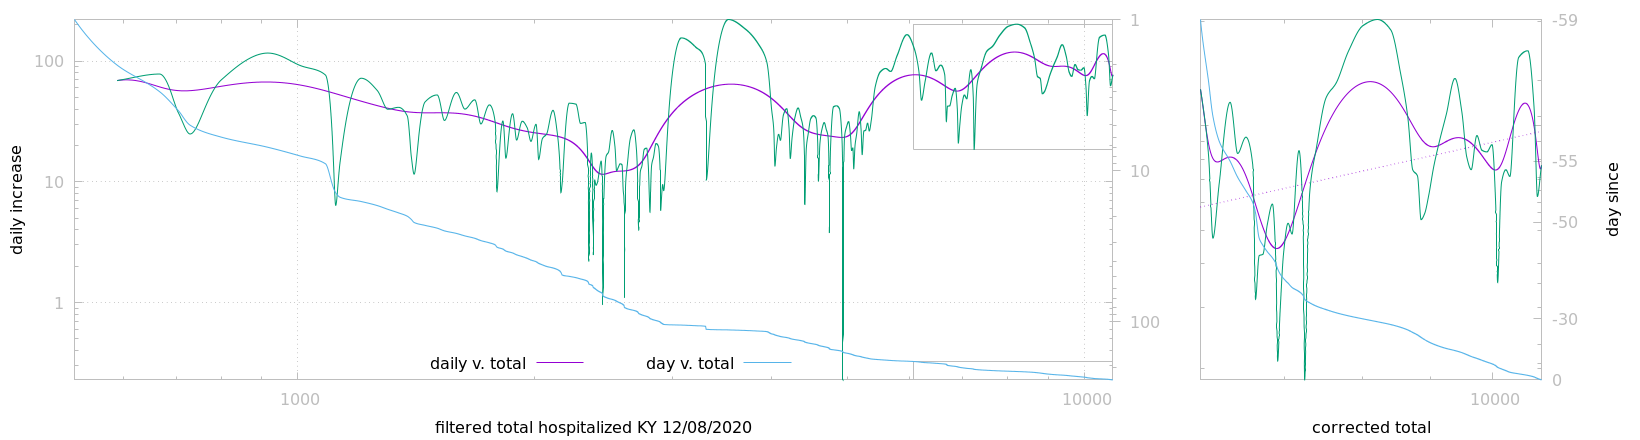 100
10
1
daily increase
1000
10000
1
10
100
daily v. total
day v. total
filtered total hospitalized KY 12/08/2020
-59
-55
-50
-30
0
day since
10000
corrected total